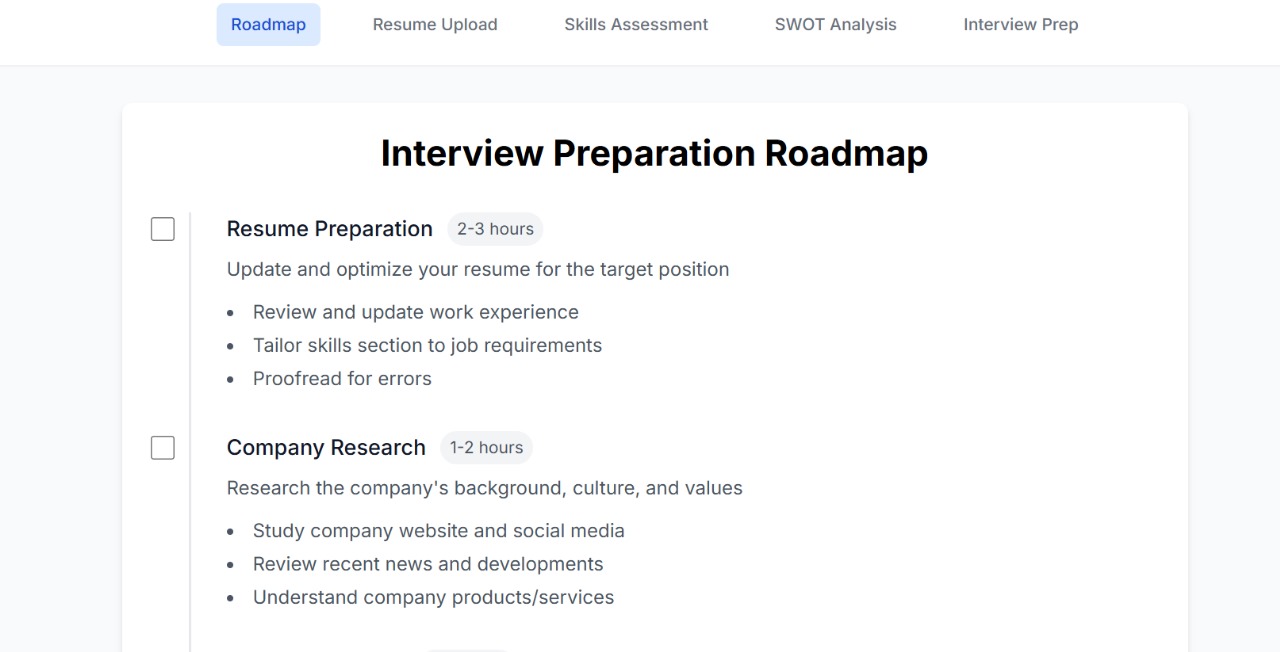 Roadmap Resume Upload Skills Assessment SWOT Analysis Interview Prep
Interview Preparation Roadmap
Resume Preparation 2-3 hours
Update and optimize your resume for the target position
• Review and update work experience
• Tailor skills section to job requirements
• Proofread for errors
Company Research 1-2 hours
Research the company's background, culture, and values
• Study company website and social media
• Review recent news and developments
• Understand company products/services